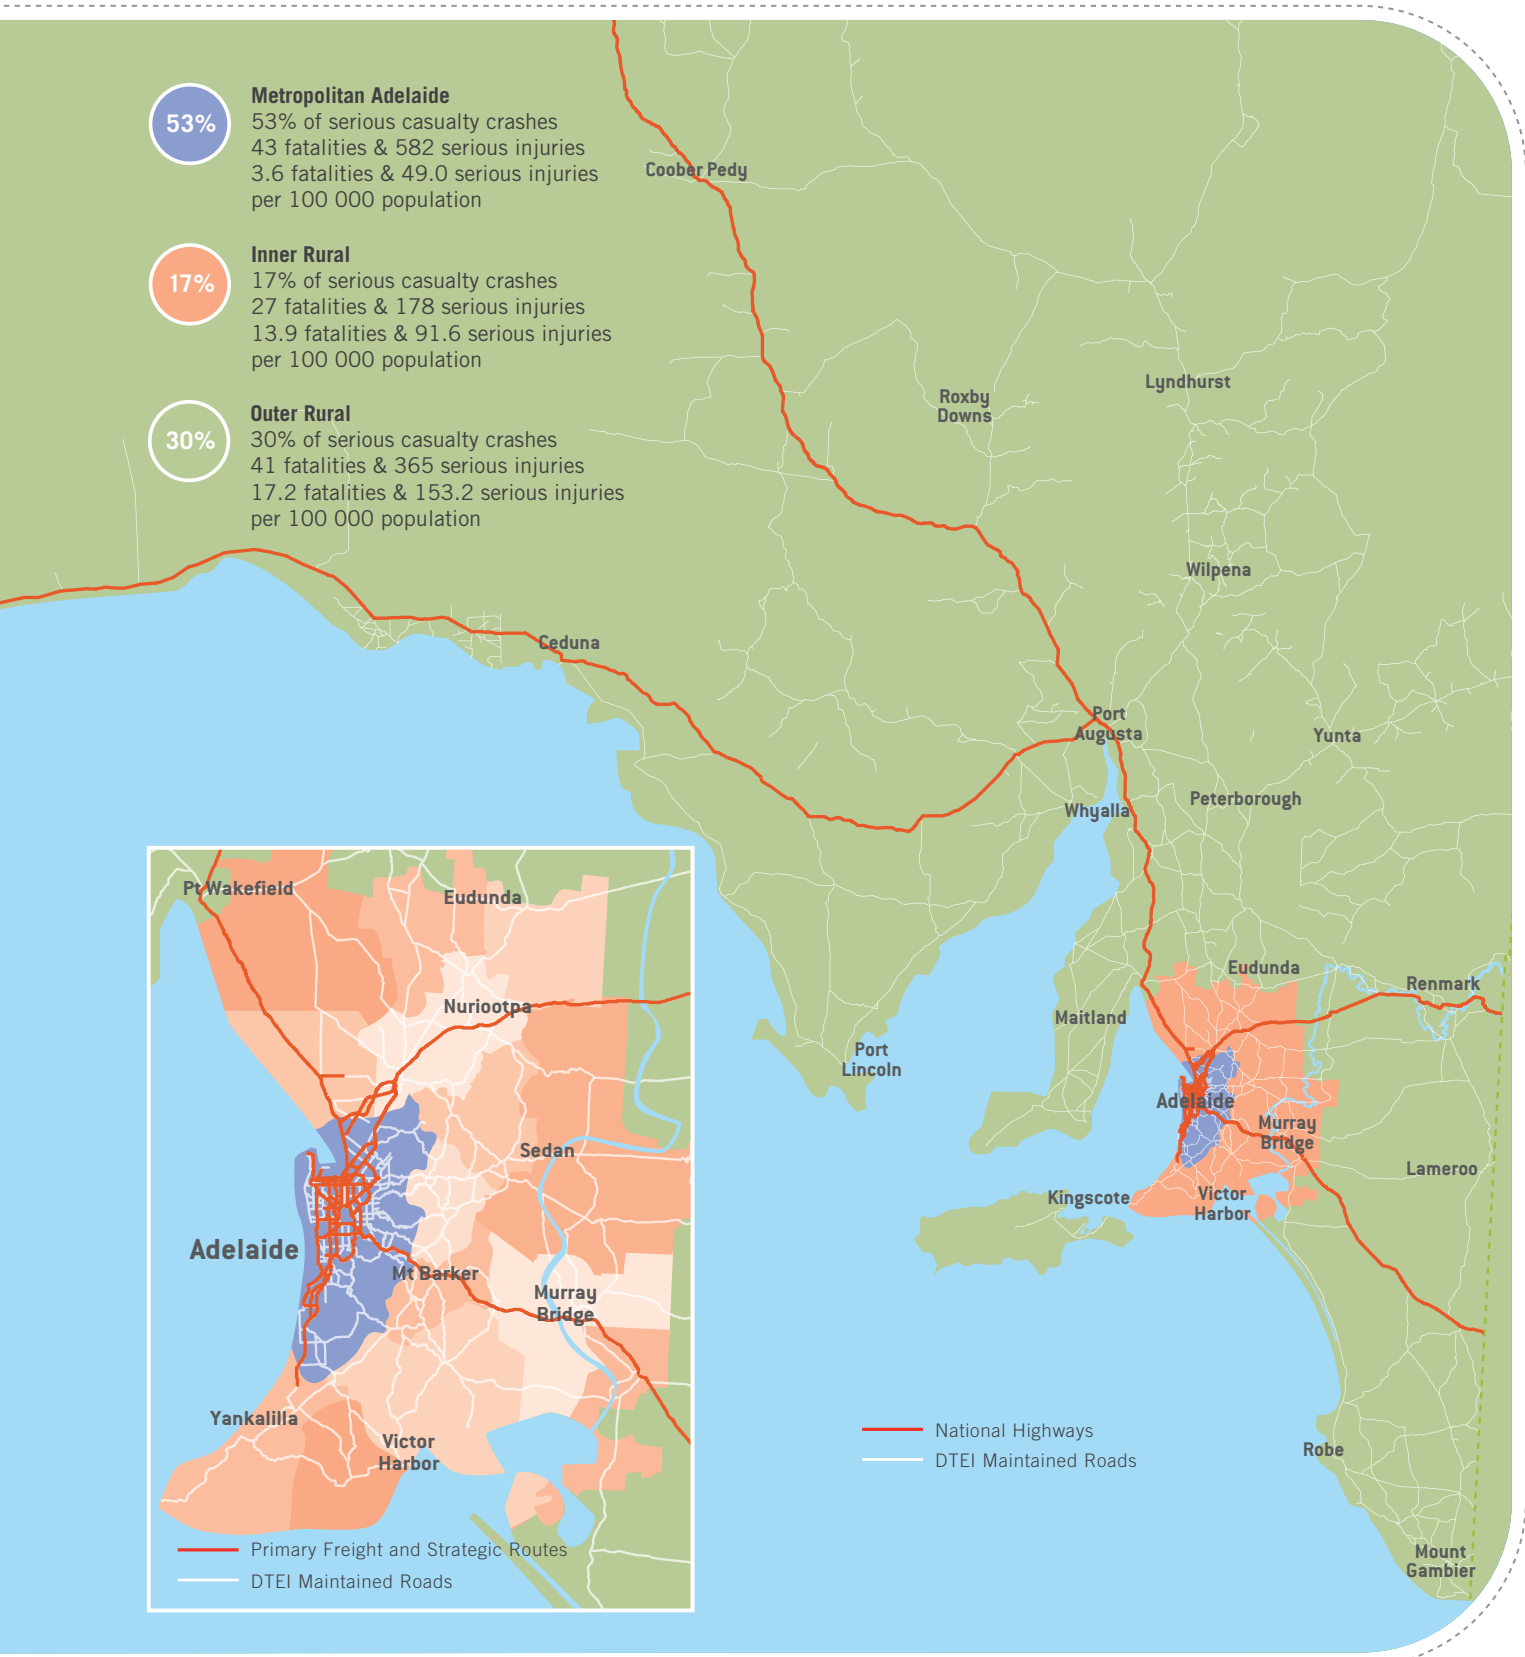 53%
Metropolitan Adelaide
53% of serious casualty crashes
43 fatalities & 582 serious injuries
3.6 fatalities & 49.0 serious injuries
per 100 000 population
17%
Inner Rural
17% of serious casualty crashes
27 fatalities & 178 serious injuries
13.9 fatalities & 91.6 serious injuries
per 100 000 population
30%
Outer Rural
30% of serious casualty crashes
41 fatalities & 365 serious injuries
17.2 fatalities & 153.2 serious injuries
per 100 000 population
Coober Pedy
Lyndhurst
Roxby
Downs
Wilpena
Ceduna
Port
Augusta
Yunta
Peterborough
Whyalla
Eudunda
Renmark
Maitland
Port
Lincoln
Adelaide
Murray
Bridge
Lameroo
Kingscote
Victor
Harbor
Robe
Mount
Gambier
National Highways
DTEI Maintained Roads
Pt Wakefield
Eudunda
Nuriootpa
Sedan
Adelaide
Mt Barker
Murray
Bridge
Yankalilla
Victor
Harbor
Primary Freight and Strategic Routes
DTEI Maintained Roads